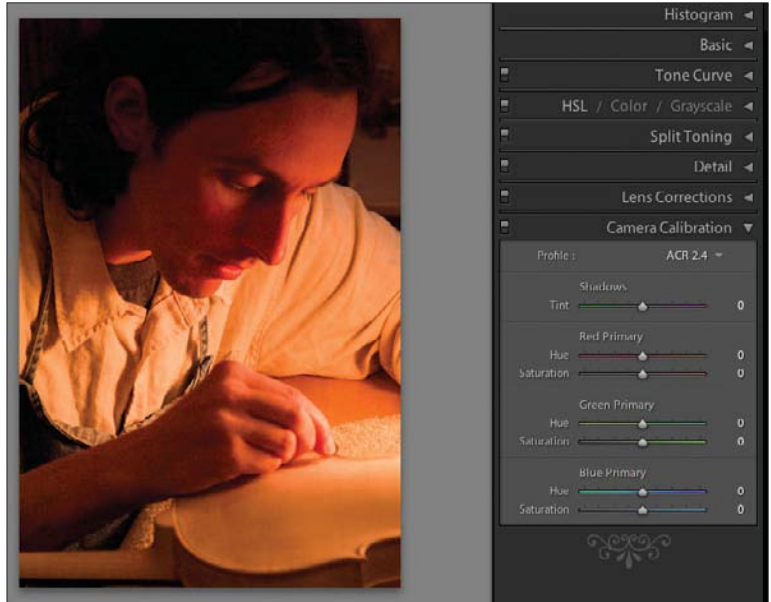 Histogram
Basic
Tone Curve
HSL / Color / Grayscale
Split Toning
Detail
Lens Corrections
Camera Calibration
Profile : ACR 2.4
Shadows
Tint 0
Red Primary
Hue 0
Saturation 0
Green Primary
Hue 0
Saturation 0
Blue Primary
Hue 0
Saturation 0